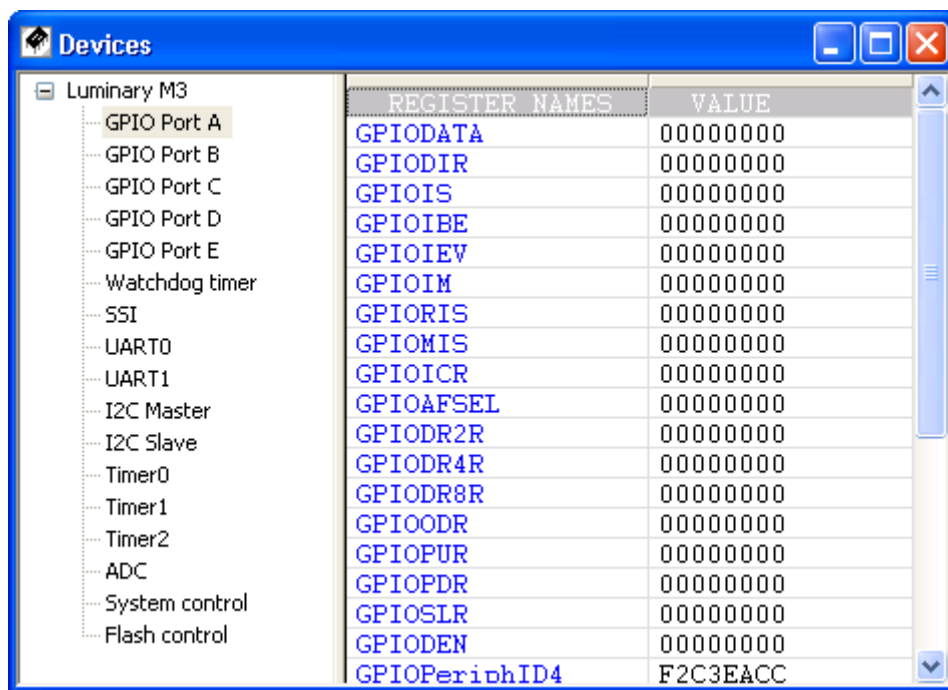 Devices
Luminary M3
GPIO Port A
GPIO Port B
GPIO Port C
GPIO Port D
GPIO Port E
Watchdog timer
SSI
UART0
UART1
I2C Master
I2C Slave
Timer0
Timer1
Timer2
ADC
System control
Flash control
REGISTER NAMES VALUE
GPIODATA 00000000
GPIODIR 00000000
GPIOIS 00000000
GPIOIBE 00000000
GPIOIEV 00000000
GPIOIM 00000000
GPIORIS 00000000
GPIOMIS 00000000
GPIOICR 00000000
GPIOAFSEL 00000000
GPIODR2R 00000000
GPIODR4R 00000000
GPIODR8R 00000000
GPIOODR 00000000
GPIOPUR 00000000
GPIOPDR 00000000
GPIOSLR 00000000
GPIODEN 00000000
GPIOPeriphID4 F2C3EACC